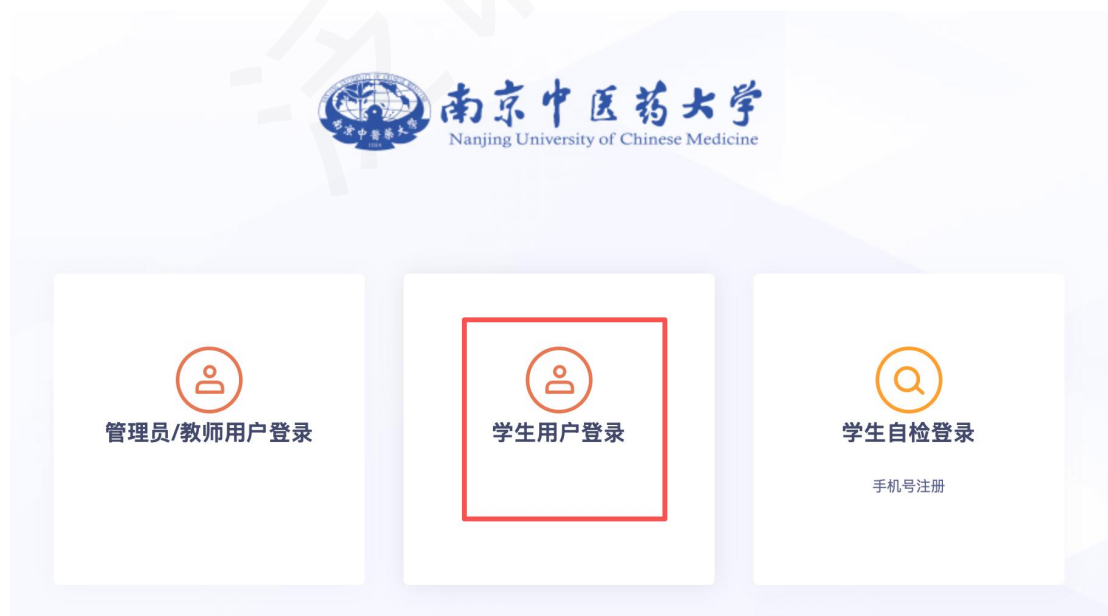 南京中医药大学
Nanjing University of Chinese Medicine
管理员/教师用户登录
学生用户登录
学生自检登录
手机号注册